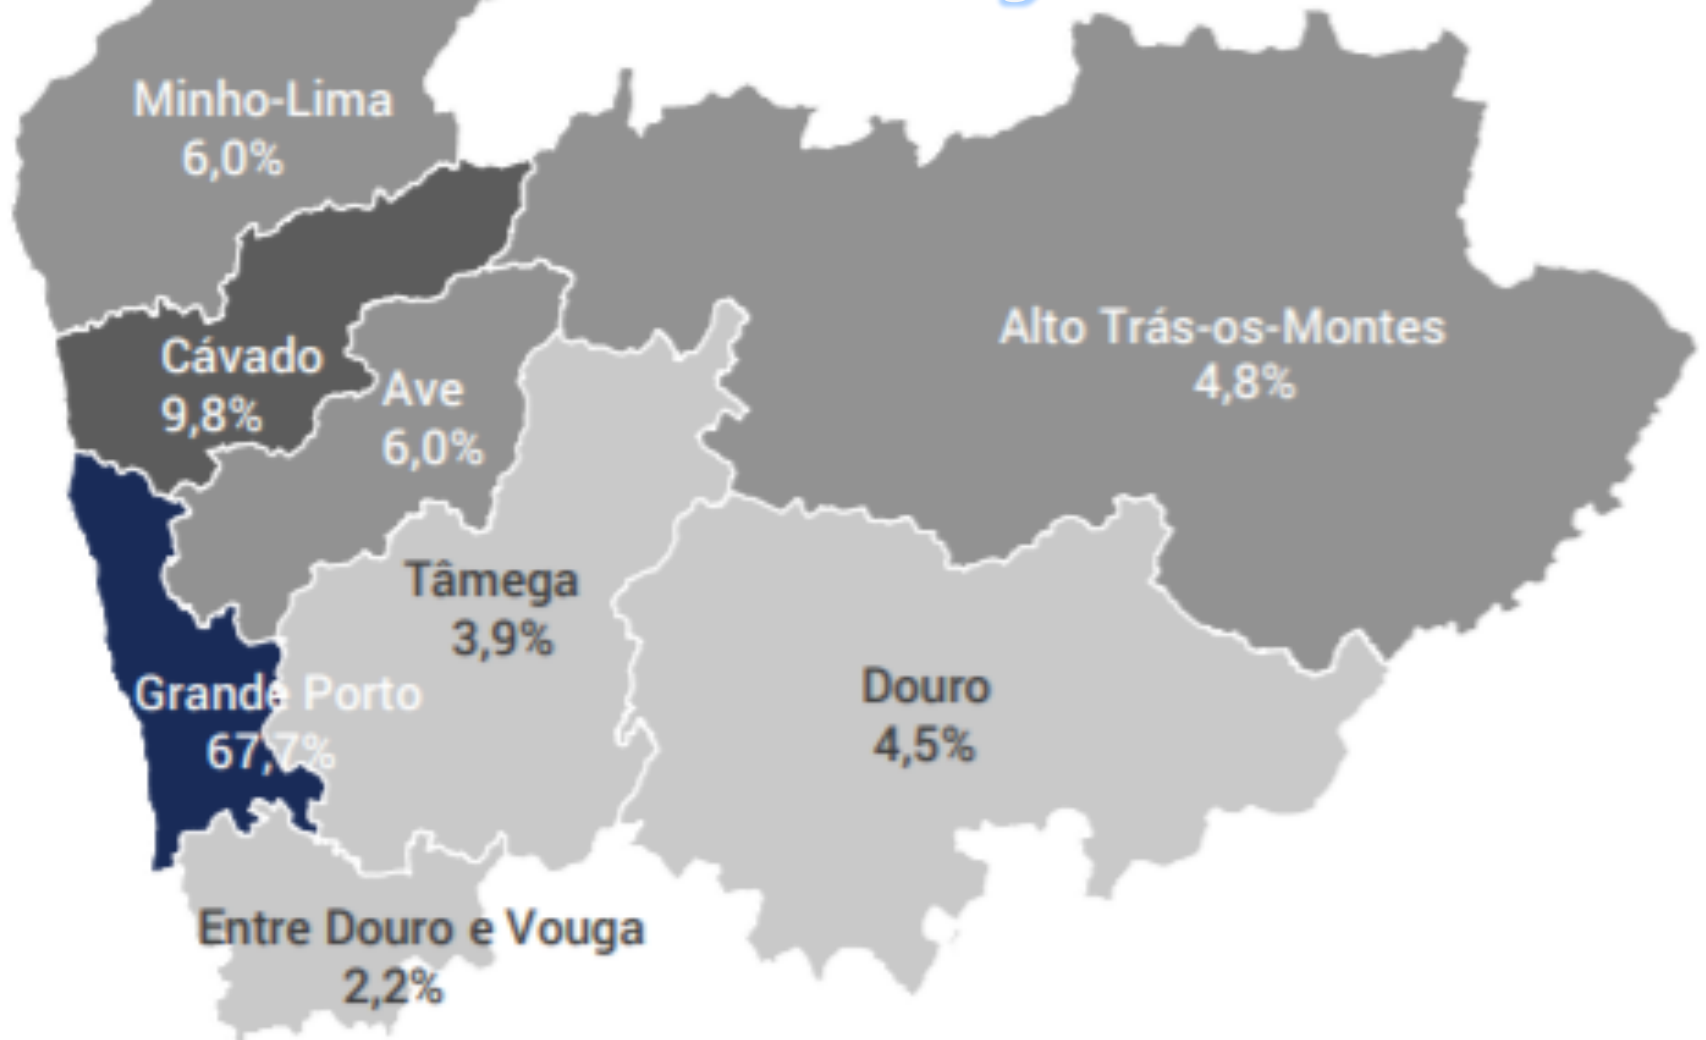 Minho-Lima
6,0%
Cávado
9,8%
Ave
6,0%
Alto Trás-os-Montes
4,8%
Tâmega
3,9%
Grande Porto
67,7%
Douro
4,5%
Entre Douro e Vouga
2,2%